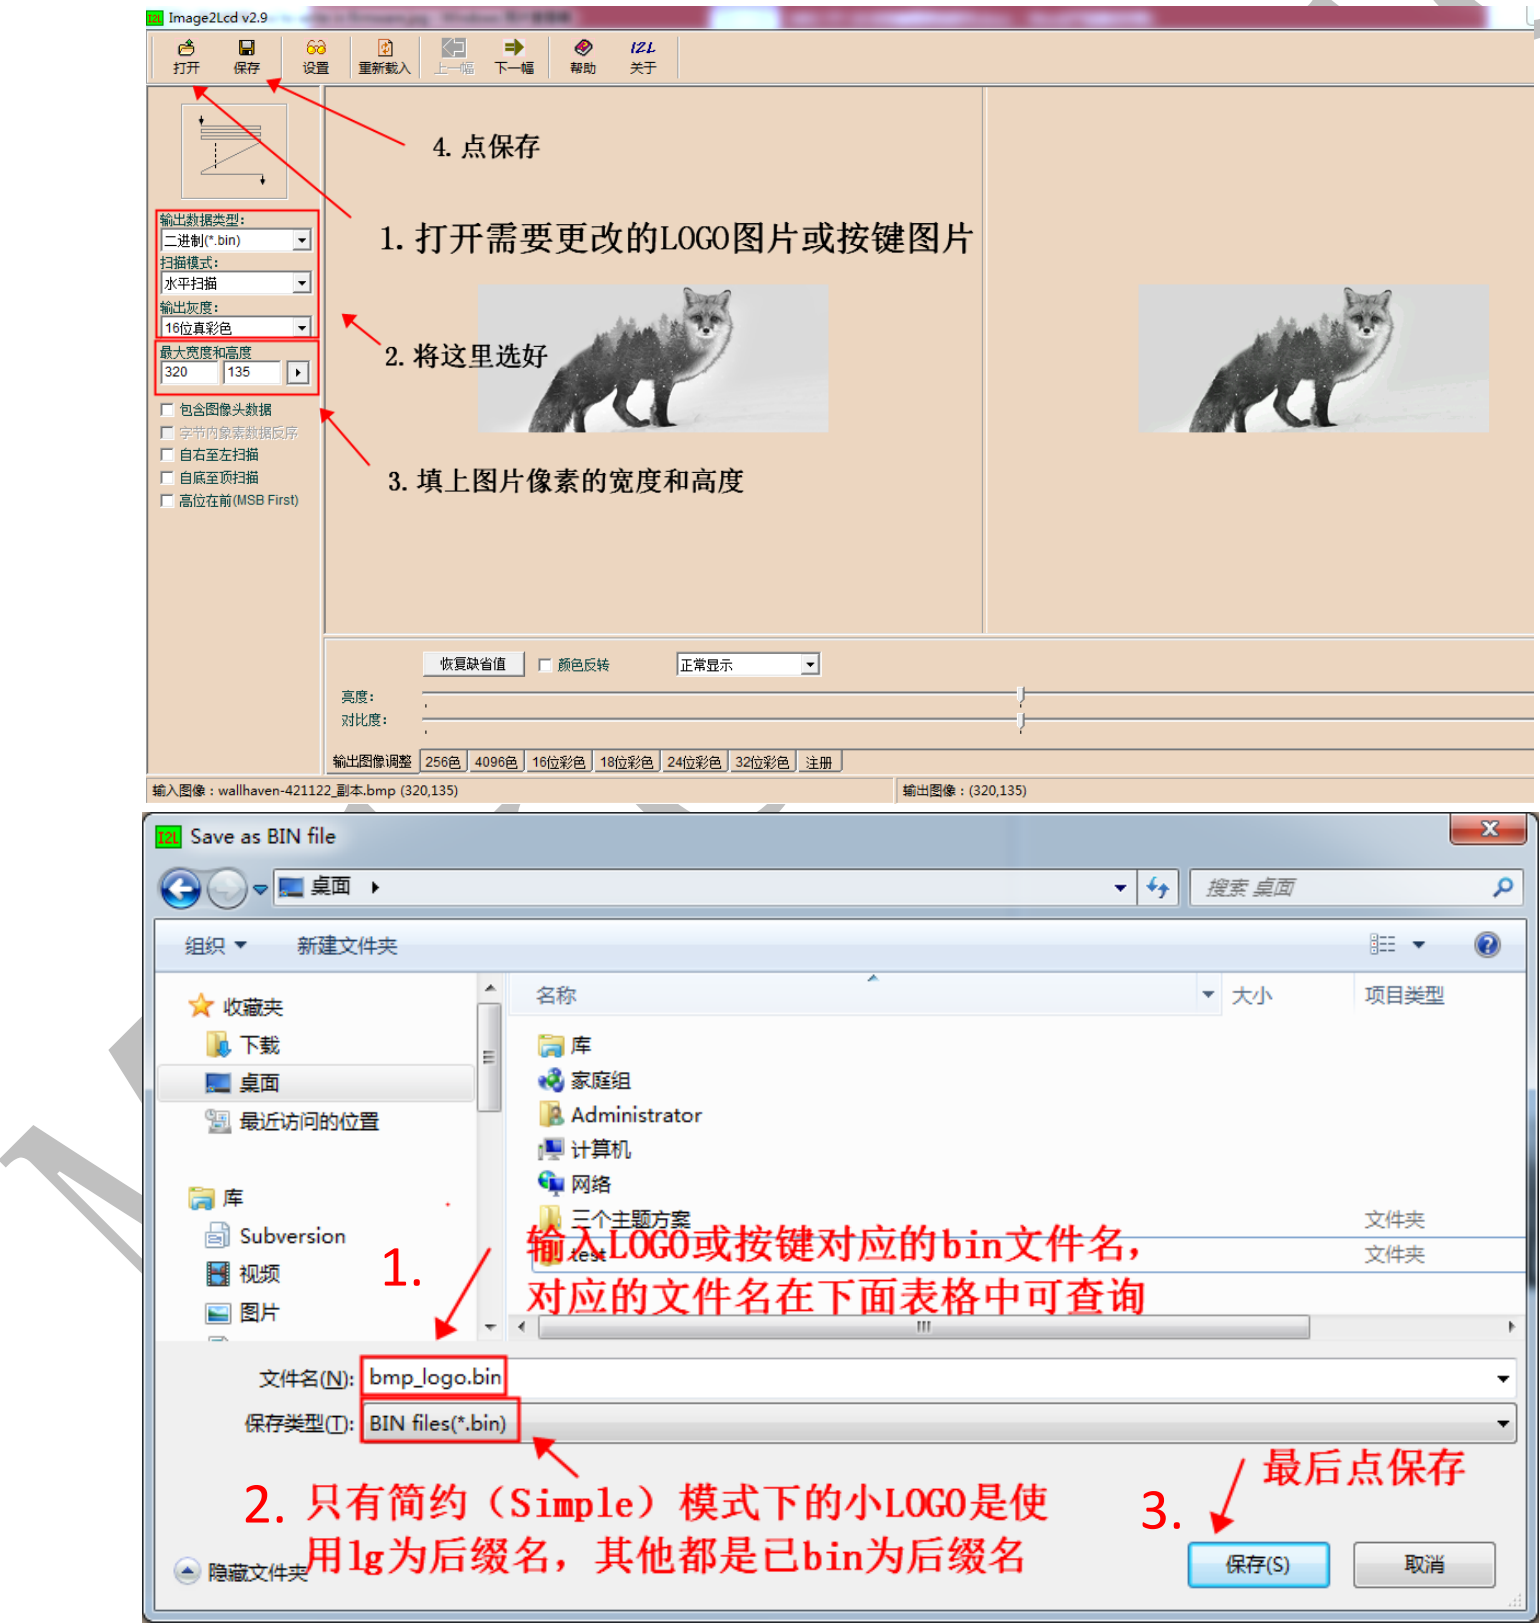 Image2Lcd v2.9
打开 保存 设置 重新载入 上一幅 下一幅 帮助 关于
I2L
4. 点保存
输出数据类型:
二进制(*.bin)
1. 打开需要更改的LOGO图片或按键图片
扫描模式:
水平扫描
输出灰度:
16位真彩色
2. 将这里选好
最大宽度和高度
320 135
包含图像头数据
字节内象素数据反序
自右至左扫描
自底至顶扫描
高位在前(MSB First)
3. 填上图片像素的宽度和高度
恢复缺省值 颜色反转 正常显示
亮度:
对比度:
输出图像调整 256色 4096色 16位彩色 18位彩色 24位彩色 32位彩色 注册
输入图像：wallhaven-421122_副本.bmp (320,135) 输出图像：(320,135)
I2L Save as BIN file
桌面 搜索 桌面
组织 新建文件夹
名称 大小 项目类型
收藏夹
下载
桌面
最近访问的位置
库
Subversion
视频
图片
库
家庭组
Administrator
计算机
网络
三个主题方案 文件夹
test 文件夹
1. 输入LOGO或按键对应的bin文件名，
对应的文件名在下面表格中可查询
文件名(N): bmp_logo.bin
保存类型(T): BIN files(*.bin)
2. 只有简约（Simple）模式下的小LOGO是使
用lg为后缀名，其他都是已bin为后缀名
3. 最后点保存
隐藏文件夹 保存(S) 取消